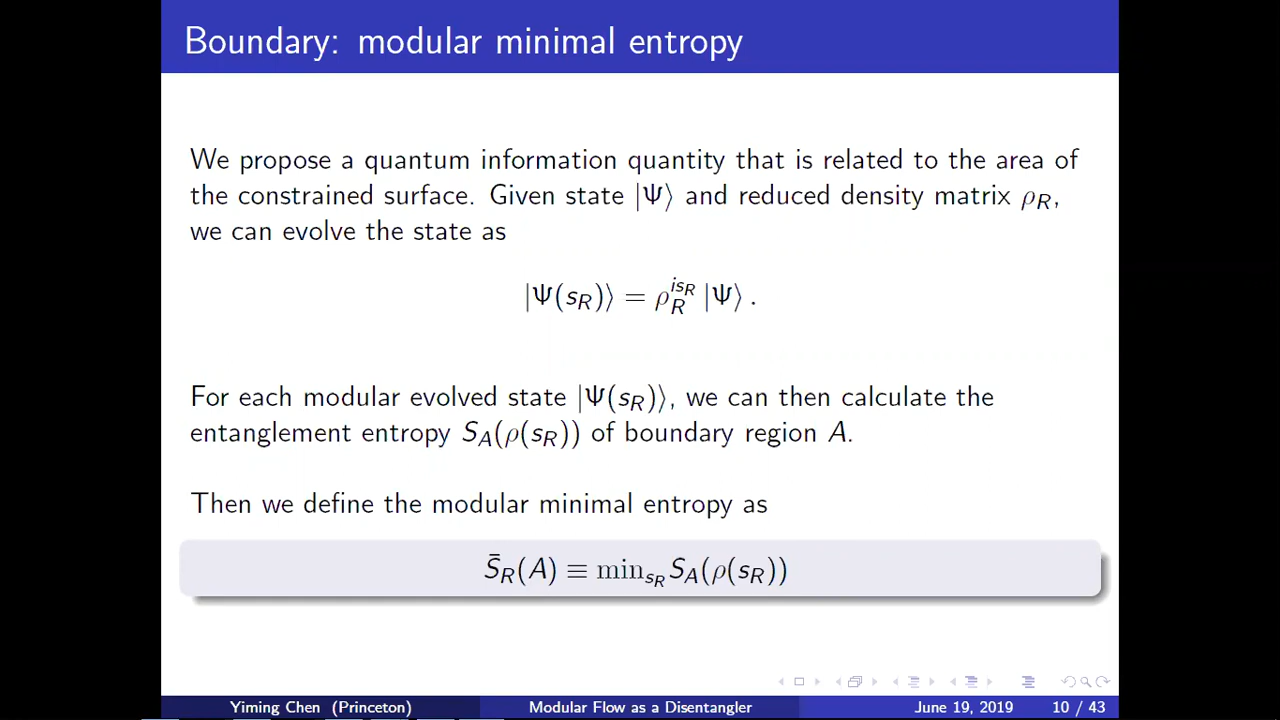 Boundary: modular minimal entropy
We propose a quantum information quantity that is related to the area of
the constrained surface. Given state |Ψ⟩ and reduced density matrix ρ_R,
we can evolve the state as
|Ψ(s_R)⟩ = ρ_R^{is_R} |Ψ⟩ .
For each modular evolved state |Ψ(s_R)⟩, we can then calculate the
entanglement entropy S_A(ρ(s_R)) of boundary region A.
Then we define the modular minimal entropy as
S̄_R(A) ≡ min_{s_R} S_A(ρ(s_R))
Yiming Chen (Princeton) Modular Flow as a Disentangler June 19, 2019 10 / 43